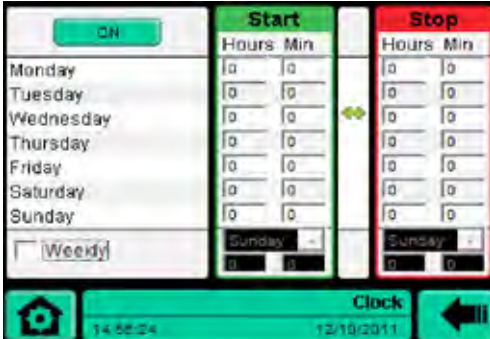 ON Start Stop
Hours Min Hours Min
Monday 0 0 0 0
Tuesday 0 0 0 0
Wednesday 0 0 0 0
Thursday 0 0 0 0
Friday 0 0 0 0
Saturday 0 0 0 0
Sunday 0 0 0 0
Weekly Sunday Sunday
0 0 0 0
Clock
14:56:24 12/10/2011